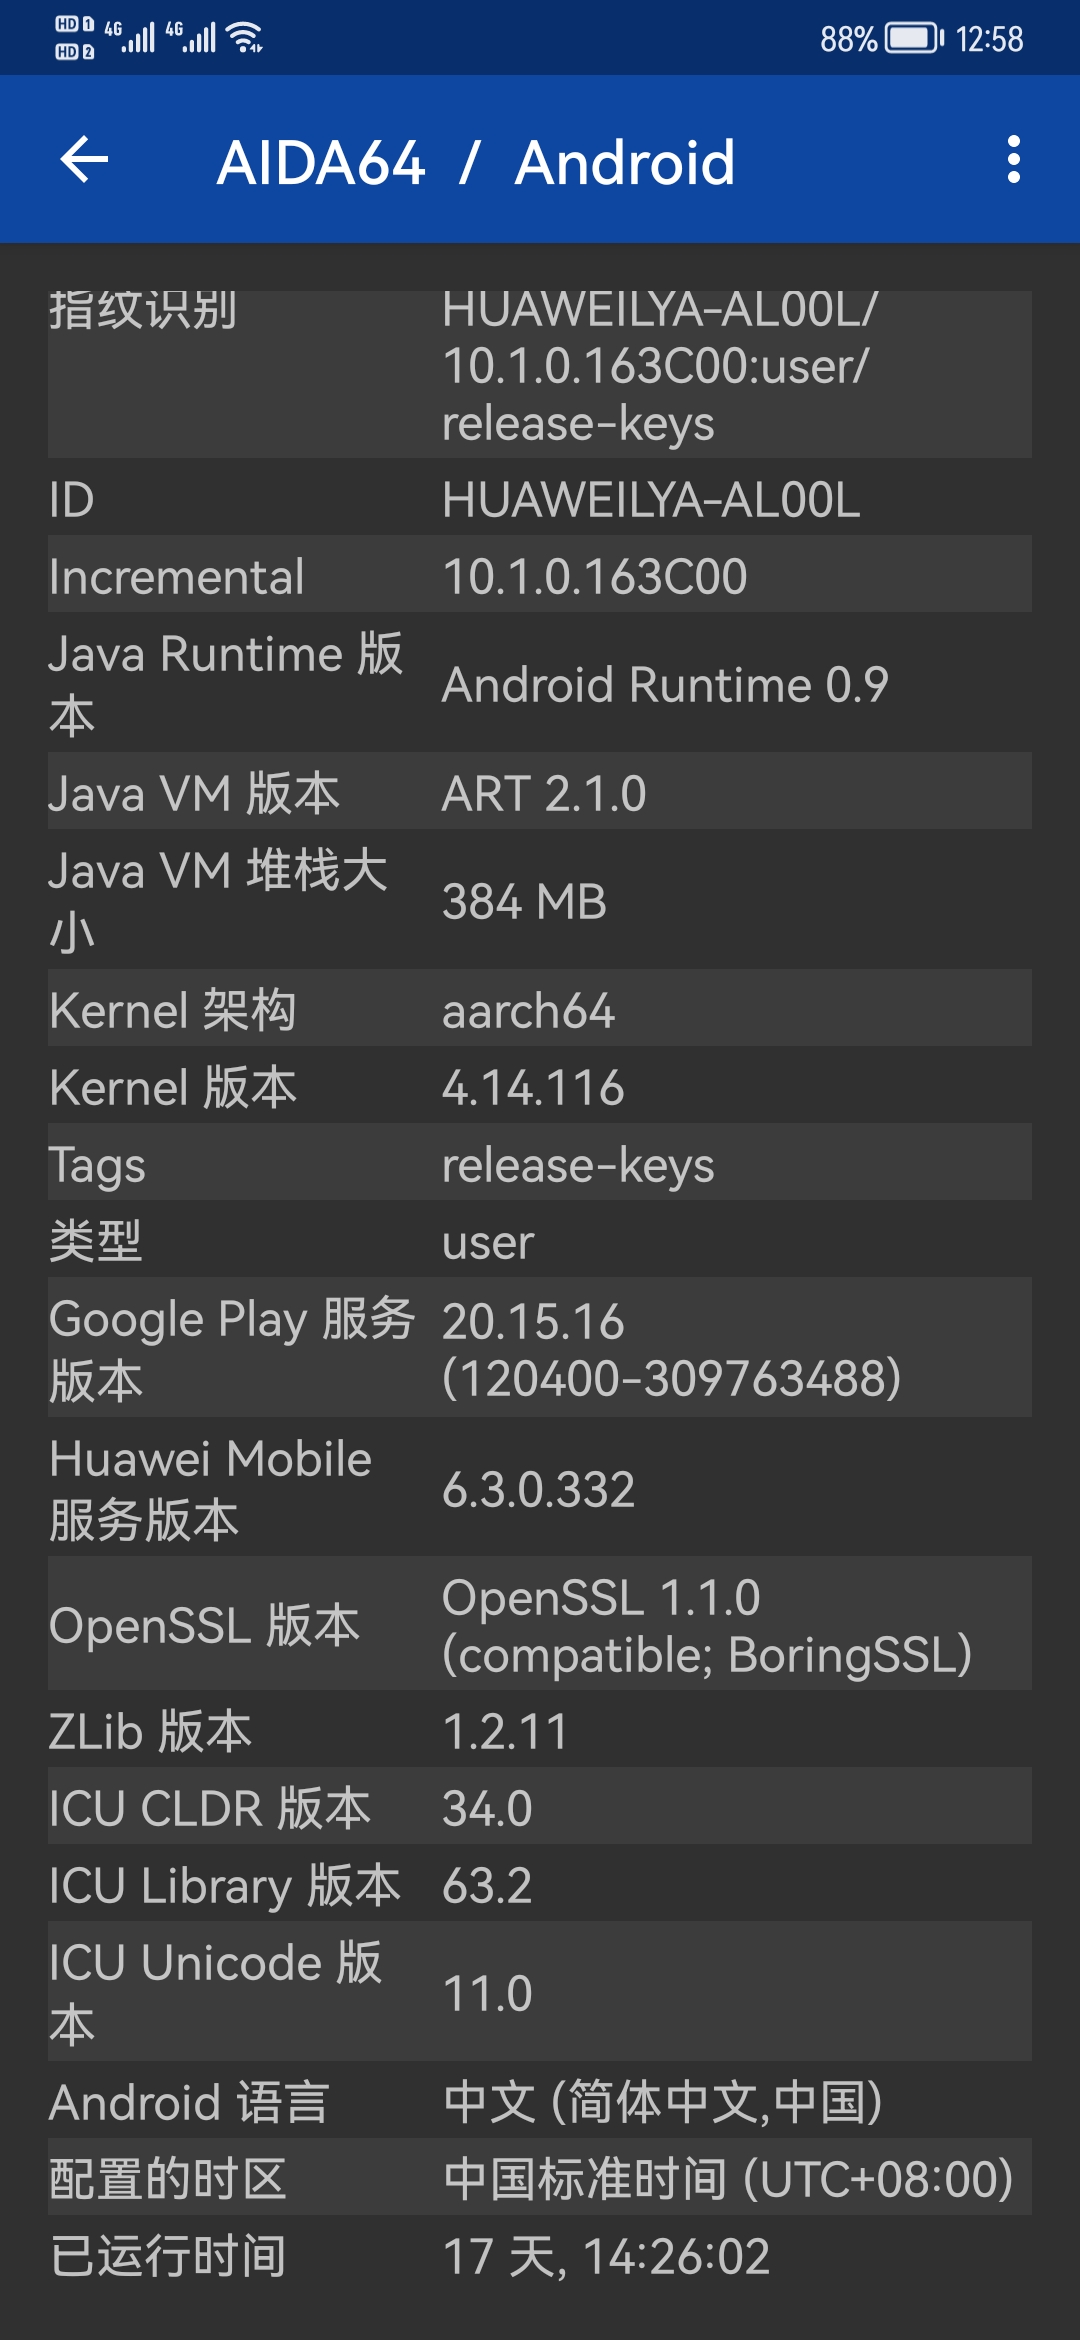 HD 1 4G 4G 88% 12:58
HD 2
AIDA64 / Android
指纹识别 HUAWEILYA-AL00L/
10.1.0.163C00:user/
release-keys
ID HUAWEILYA-AL00L
Incremental 10.1.0.163C00
Java Runtime 版
本 Android Runtime 0.9
Java VM 版本 ART 2.1.0
Java VM 堆栈大
小 384 MB
Kernel 架构 aarch64
Kernel 版本 4.14.116
Tags release-keys
类型 user
Google Play 服务 20.15.16
版本 (120400-309763488)
Huawei Mobile
服务版本 6.3.0.332
OpenSSL 版本 OpenSSL 1.1.0
(compatible; BoringSSL)
ZLib 版本 1.2.11
ICU CLDR 版本 34.0
ICU Library 版本 63.2
ICU Unicode 版
本 11.0
Android 语言 中文 (简体中文,中国)
配置的时区 中国标准时间 (UTC+08:00)
已运行时间 17 天, 14:26:02